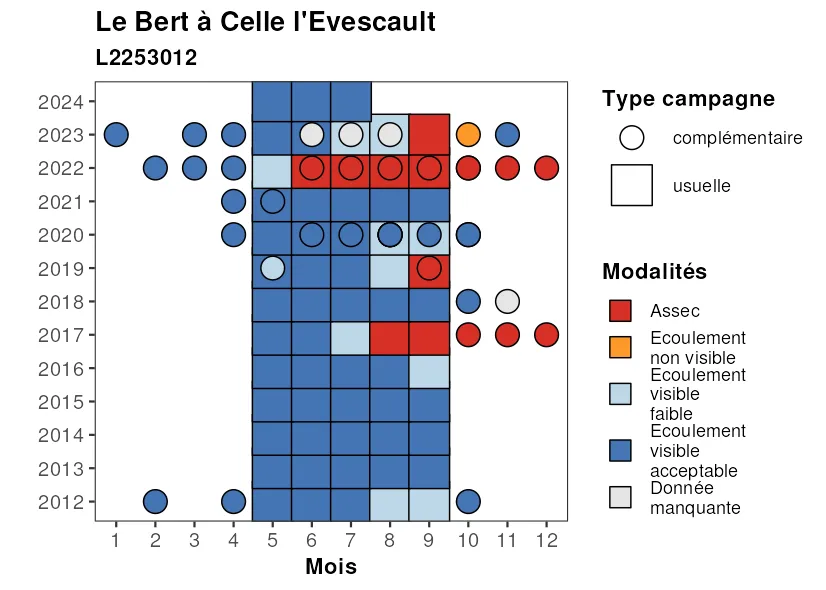 Le Bert à Celle l'Evescault
L2253012
2024
2023
2022
2021
2020
2019
2018
2017
2016
2015
2014
2013
2012
1 2 3 4 5 6 7 8 9 10 11 12
Mois
Type campagne
complémentaire
usuelle
Modalités
Assec
Ecoulement
non visible
Ecoulement
visible
faible
Ecoulement
visible
acceptable
Donnée
manquante